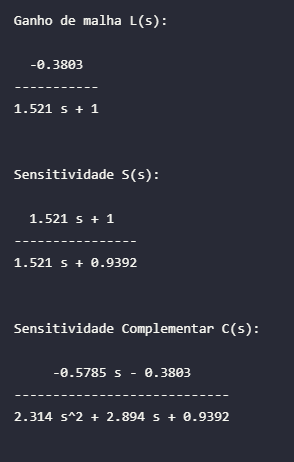 Ganho de malha L(s):
-0.3803
-----------
1.521 s + 1
Sensitividade S(s):
1.521 s + 1
----------------
1.521 s + 0.9392
Sensitividade Complementar C(s):
-0.5785 s - 0.3803
----------------------------
2.314 s^2 + 2.894 s + 0.9392